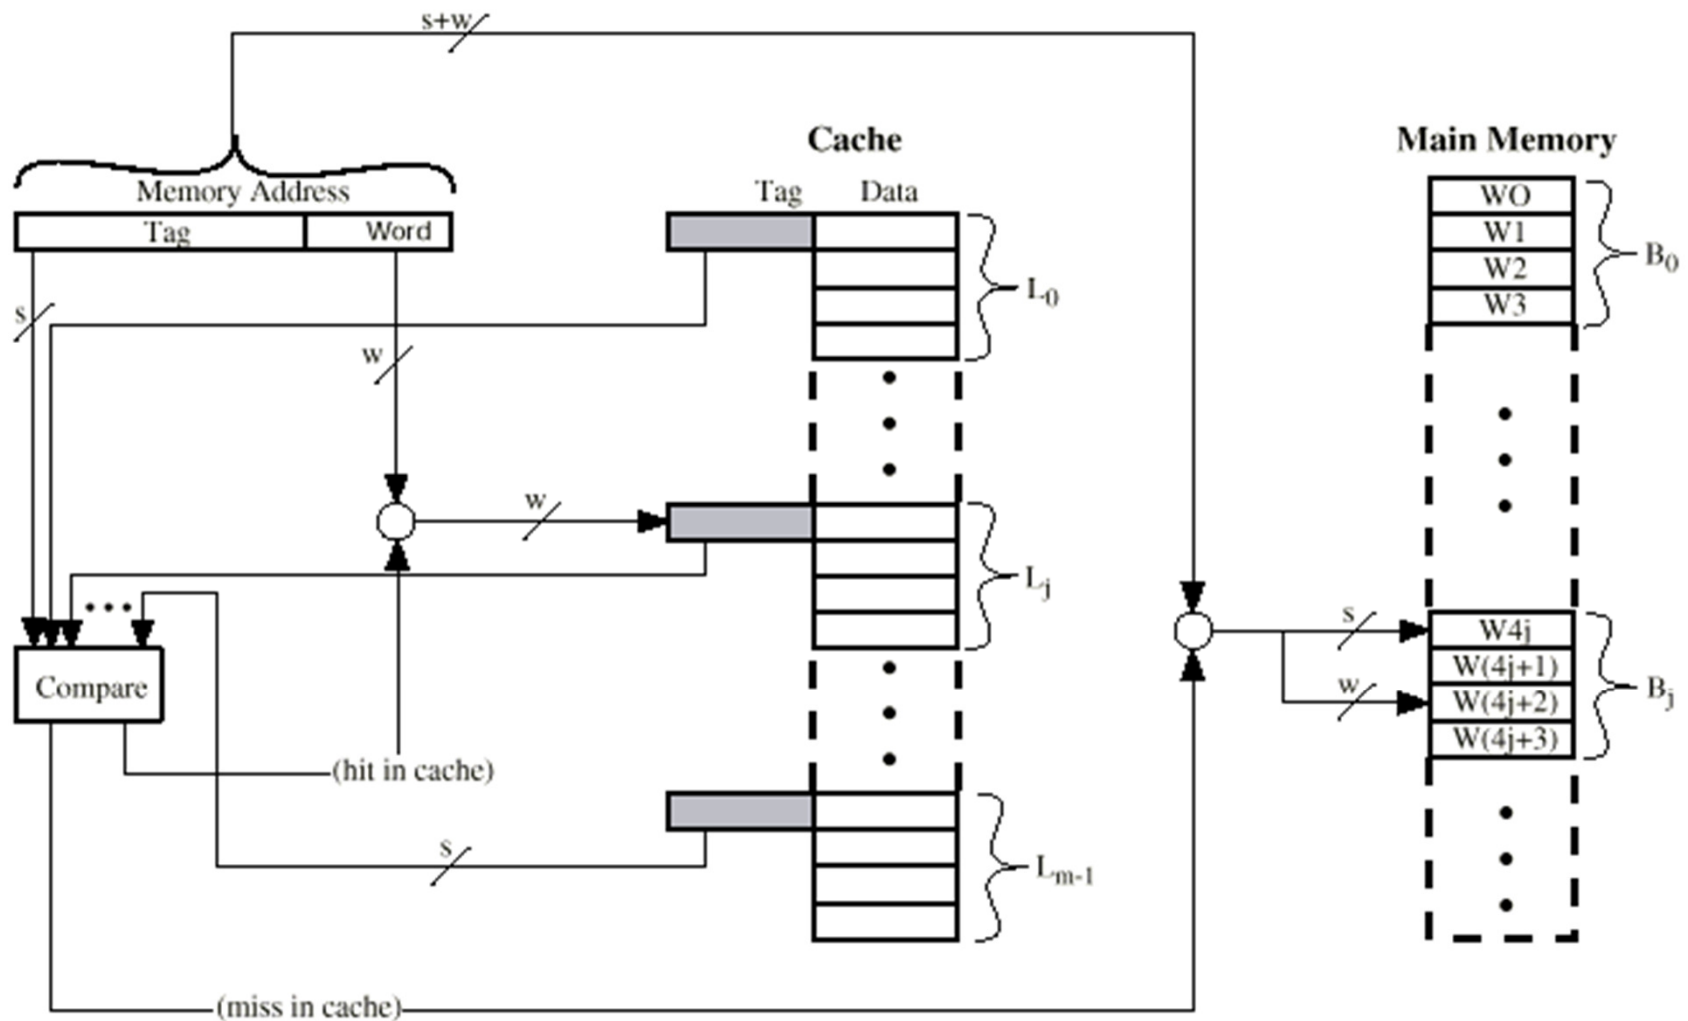 s+w
Cache
Main Memory
Memory Address
Tag Data
Tag Word
WO
W1
W2
W3
B0
L0
s
w
w
Lj
s
W4j
W(4j+1)
W(4j+2)
W(4j+3)
w
Bj
Compare
(hit in cache)
s
Lm-1
(miss in cache)